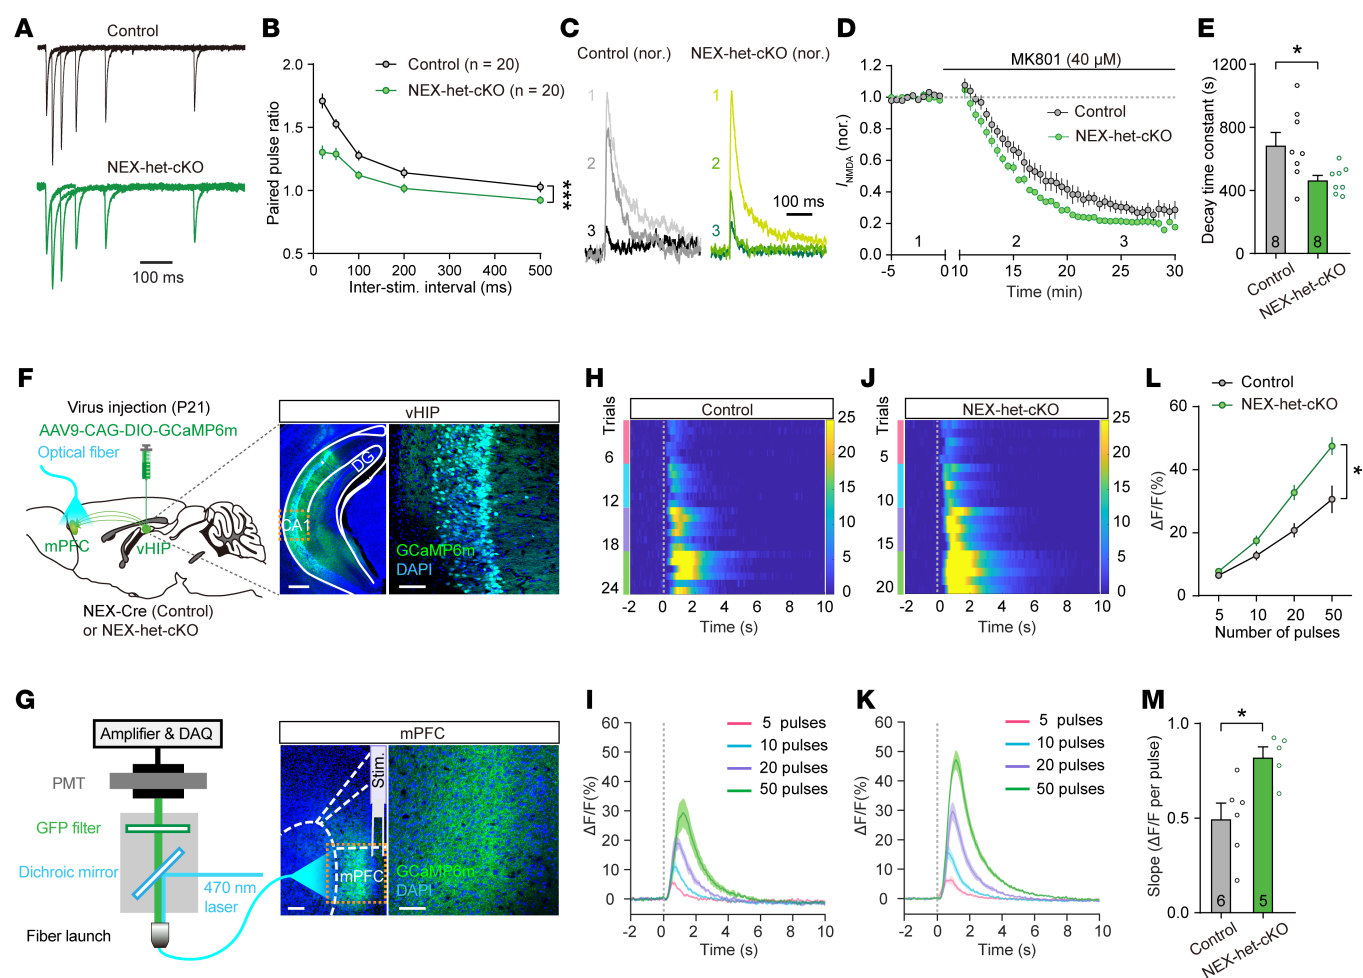 A
Control
NEX-het-cKO
100 ms
B
Control (n = 20)
NEX-het-cKO (n = 20)
2.0
1.5
1.0
0.5
Paired pulse ratio
***
0 100 200 300 400 500
Inter-stim. interval (ms)
C
Control (nor.)
NEX-het-cKO (nor.)
1
2
3
1
2
3
100 ms
D
MK801 (40 µM)
Control
NEX-het-cKO
1.2
1.0
0.8
0.6
0.4
0.2
0.0
INMDA (nor.)
1 2 3
-5 0 10 15 20 25 30
Time (min)
E
*
1200
800
400
0
Decay time constant (s)
8 8
Control
NEX-het-cKO
F
Virus injection (P21)
AAV9-CAG-DIO-GCaMP6m
Optical fiber
mPFC
vHIP
NEX-Cre (Control)
or NEX-het-cKO
vHIP
DG
CA1
GCaMP6m
DAPI
H
Control
Trials
6
12
18
24
25
20
15
10
5
0
-2 0 2 4 6 8 10
Time (s)
J
NEX-het-cKO
Trials
5
10
15
20
25
20
15
10
5
0
-2 0 2 4 6 8 10
Time (s)
L
Control
NEX-het-cKO
60
40
20
0
ΔF/F(%)
*
5 10 20 50
Number of pulses
G
Amplifier & DAQ
PMT
GFP filter
Dichroic mirror
470 nm
laser
Fiber launch
mPFC
Stim.
mPFC
GCaMP6m
DAPI
I
60
50
40
30
20
10
0
ΔF/F(%)
5 pulses
10 pulses
20 pulses
50 pulses
-2 0 2 4 6 8 10
Time (s)
K
60
50
40
30
20
10
0
ΔF/F(%)
5 pulses
10 pulses
20 pulses
50 pulses
-2 0 2 4 6 8 10
Time (s)
M
*
1.0
0.5
0.0
Slope (ΔF/F per pulse)
6 5
Control
NEX-het-cKO